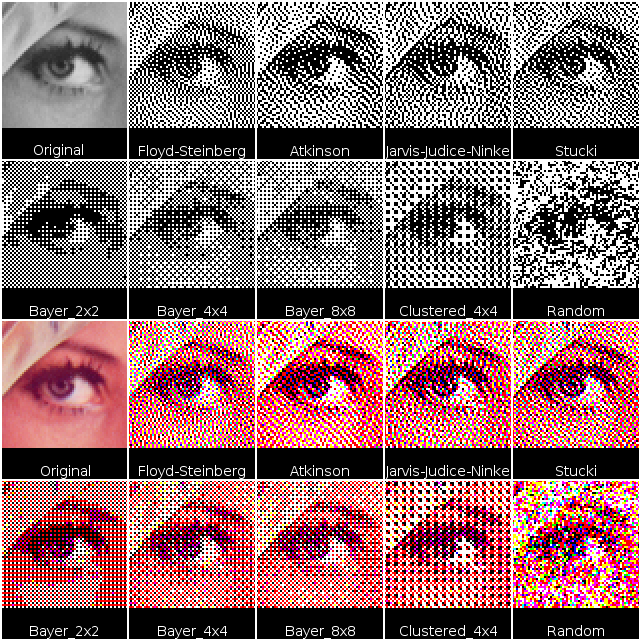 Original Floyd-Steinberg Atkinson Jarvis-Judice-Ninke Stucki
Bayer_2x2 Bayer_4x4 Bayer_8x8 Clustered_4x4 Random
Original Floyd-Steinberg Atkinson Jarvis-Judice-Ninke Stucki
Bayer_2x2 Bayer_4x4 Bayer_8x8 Clustered_4x4 Random